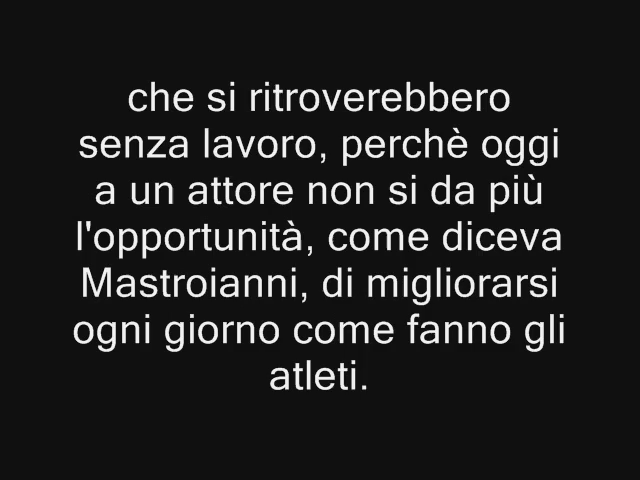 che si ritroverebbero
senza lavoro, perchè oggi
a un attore non si da più
l'opportunità, come diceva
Mastroianni, di migliorarsi
ogni giorno come fanno gli
atleti.